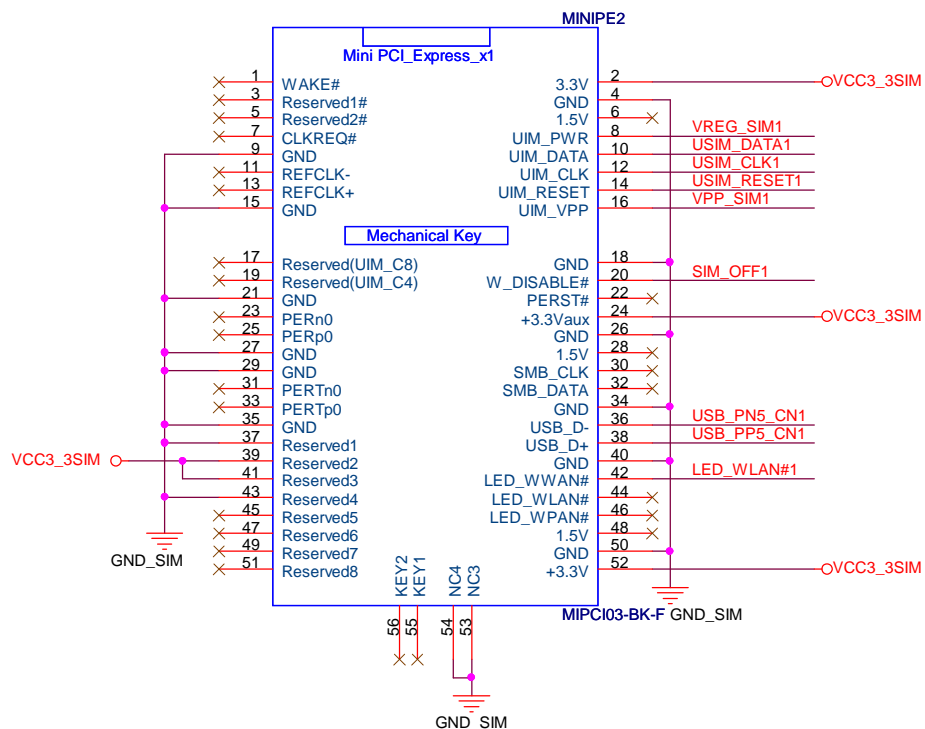 MINIPE2
Mini PCI_Express_x1
1 WAKE# 3.3V 2 VCC3_3SIM
3 Reserved1# GND 4
5 Reserved2# 1.5V 6
7 CLKREQ# UIM_PWR 8 VREG_SIM1
9 GND UIM_DATA 10 USIM_DATA1
11 REFCLK- UIM_CLK 12 USIM_CLK1
13 REFCLK+ UIM_RESET 14 USIM_RESET1
15 GND UIM_VPP 16 VPP_SIM1
Mechanical Key
17 Reserved(UIM_C8) GND 18
19 Reserved(UIM_C4) W_DISABLE# 20 SIM_OFF1
21 GND PERST# 22
23 PERn0 +3.3Vaux 24 VCC3_3SIM
25 PERp0 GND 26
27 GND 1.5V 28
29 GND SMB_CLK 30
31 PERTn0 SMB_DATA 32
33 PERTp0 GND 34
35 GND USB_D- 36 USB_PN5_CN1
37 Reserved1 USB_D+ 38 USB_PP5_CN1
VCC3_3SIM 39 Reserved2 GND 40
41 Reserved3 LED_WWAN# 42 LED_WLAN#1
43 Reserved4 LED_WLAN# 44
45 Reserved5 LED_WPAN# 46
47 Reserved6 1.5V 48
49 Reserved7 GND 50
51 Reserved8 +3.3V 52 VCC3_3SIM
GND_SIM
KEY2 KEY1 NC4 NC3
MIPCI03-BK-F GND_SIM
56 55 54 53
GND_SIM